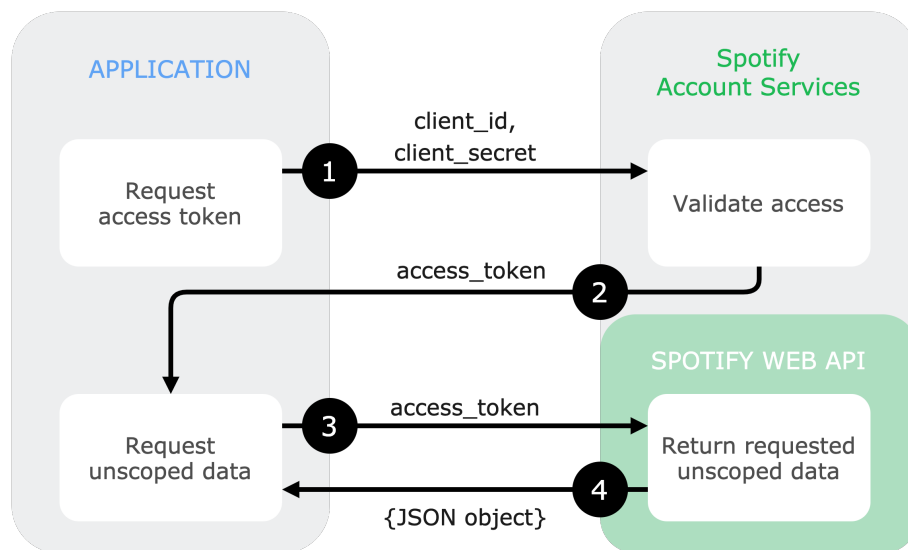 APPLICATION
Spotify
Account Services
client_id,
client_secret
1
Request
access token
Validate access
access_token
2
SPOTIFY WEB API
access_token
3
Request
unscoped data
Return requested
unscoped data
4
{JSON object}